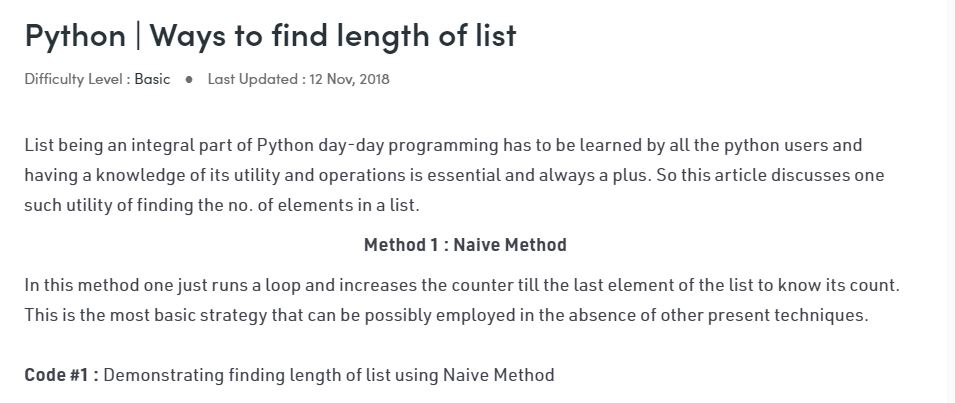 Python | Ways to find length of list
Difficulty Level : Basic ● Last Updated : 12 Nov, 2018
List being an integral part of Python day-day programming has to be learned by all the python users and
having a knowledge of its utility and operations is essential and always a plus. So this article discusses one
such utility of finding the no. of elements in a list.
Method 1 : Naive Method
In this method one just runs a loop and increases the counter till the last element of the list to know its count.
This is the most basic strategy that can be possibly employed in the absence of other present techniques.
Code #1 : Demonstrating finding length of list using Naive Method